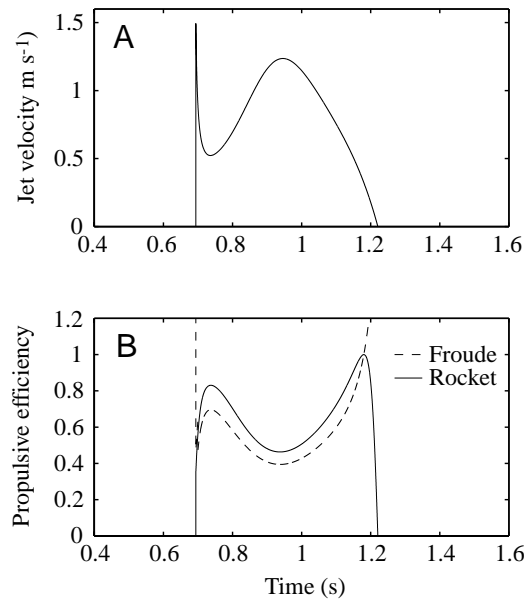 A
Jet velocity m s-1
1.5
1
0.5
0
0.4 0.6 0.8 1 1.2 1.4 1.6
B
Propulsive efficiency
1.2
1
0.8
0.6
0.4
0.2
0
Froude
Rocket
0.4 0.6 0.8 1 1.2 1.4 1.6
Time (s)